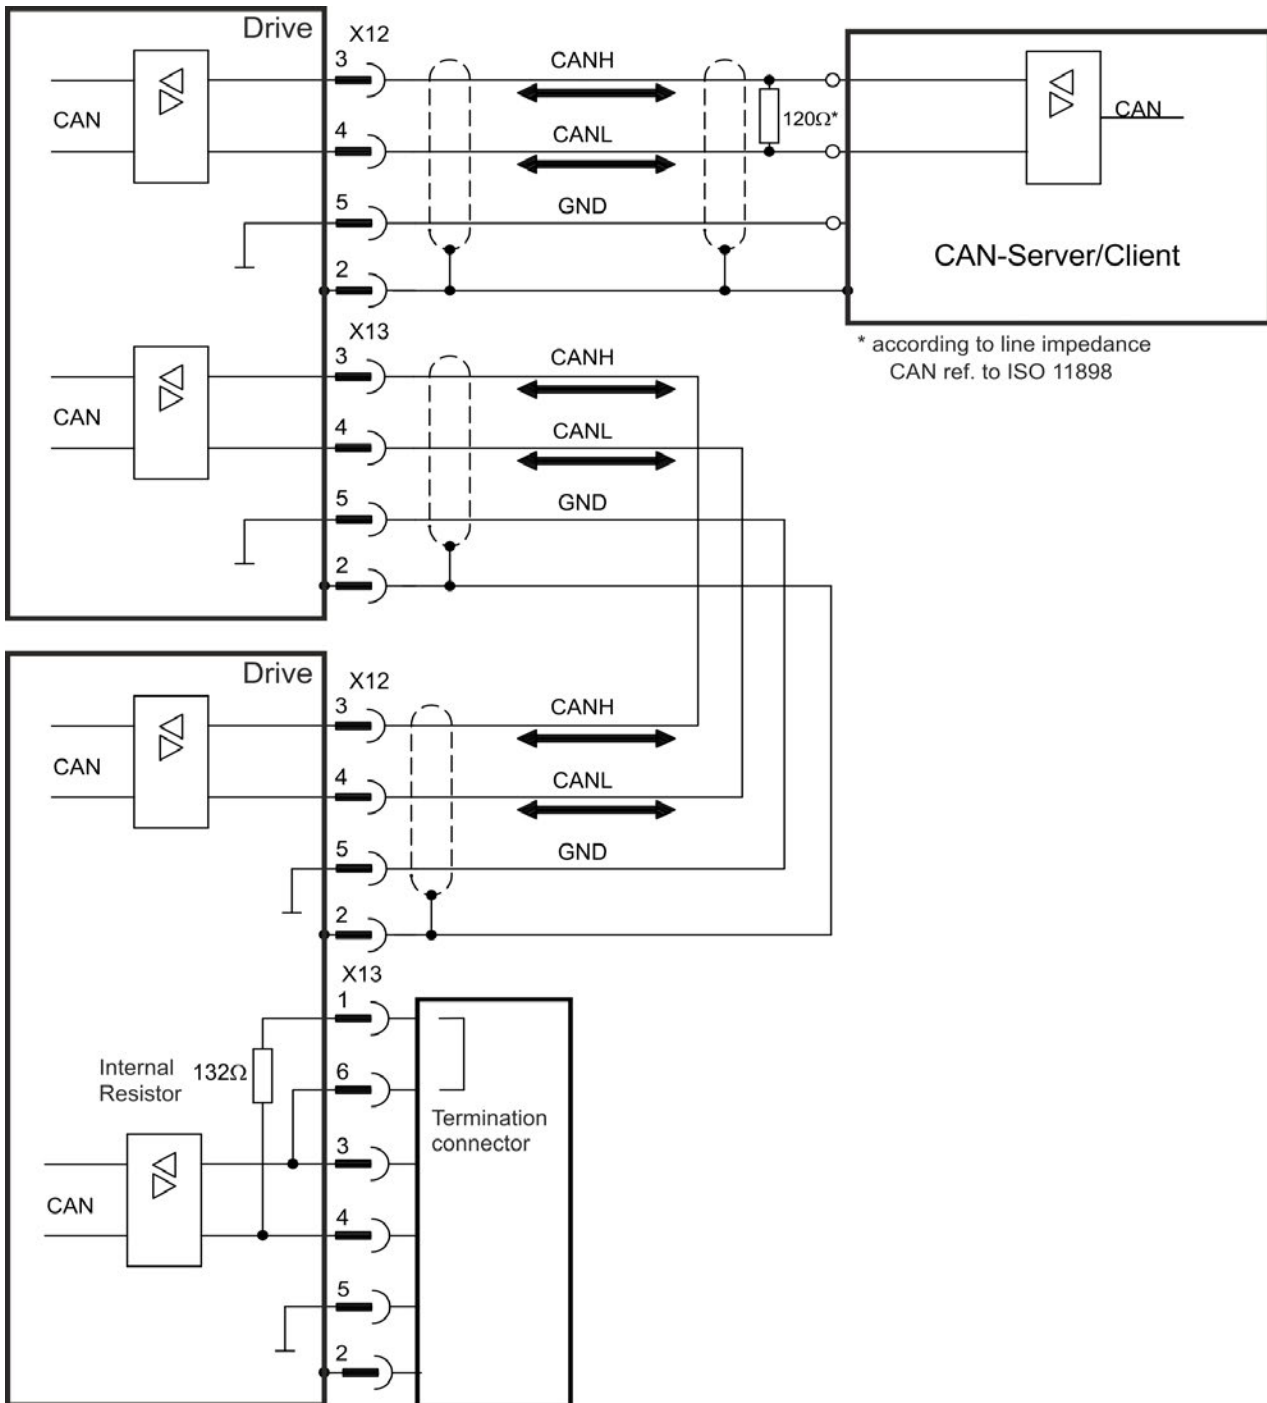 Drive
X12
3
CANH
CAN
120Ω*
CAN
4
CANL
5
GND
CAN-Server/Client
2
X13
* according to line impedance
CAN ref. to ISO 11898
3
CANH
CAN
4
CANL
5
GND
2
Drive
X12
3
CANH
CAN
4
CANL
5
GND
2
X13
1
Internal
Resistor
132Ω
6
Termination
connector
3
CAN
4
5
2